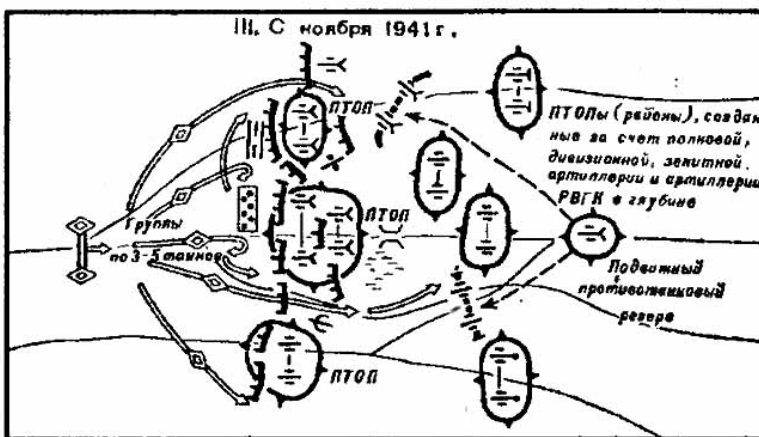 III. С ноября 1941г.
ПТОП
ПТОПы (районы), создан-
ные за счет полковой,
дивизионной, зенитной
артиллерии и артиллерии
РВГК в глубине
Группы
по 3-5 танков
ПТОП
Подвижный
противотанковый
резерв
ПТОП